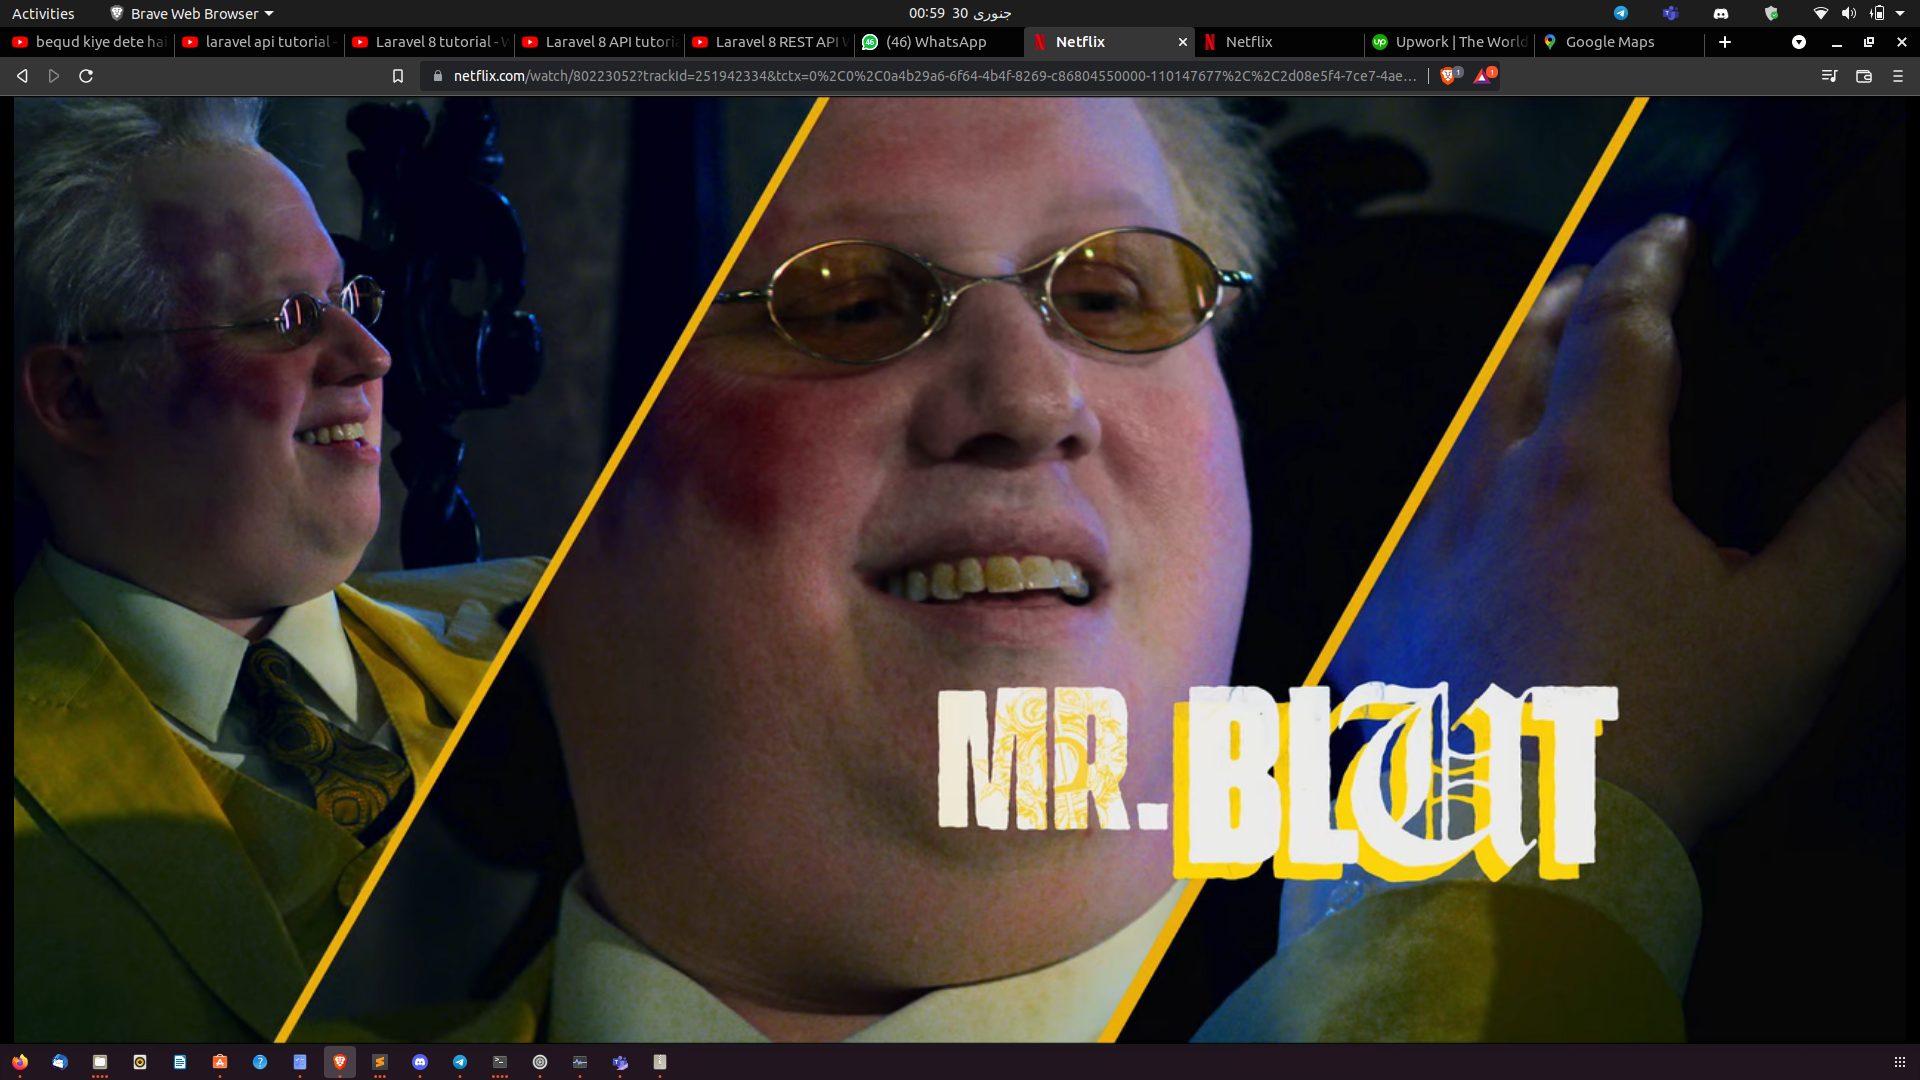 Activities Brave Web Browser 00:59 30 جنوری
bequd kiye dete hai laravel api tutorial - Laravel 8 tutorial - Laravel 8 API tutori Laravel 8 REST API (46) WhatsApp Netflix Netflix Upwork | The World Google Maps
netflix.com/watch/80223052?trackId=251942334&tctx=0%2C0%2C0a4b29a6-6f64-4b4f-8269-c86804550000-110147677%2C%2C2d08e5f4-7ce7-4ae... 1 1
MR. BLUT